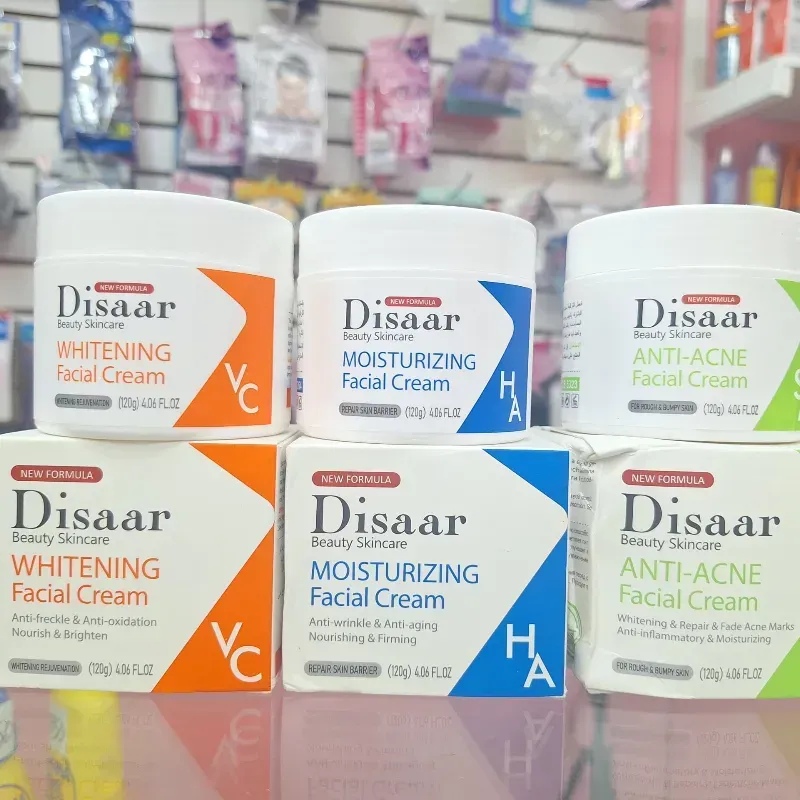 NEW FORMULA
Disaar
Beauty Skincare
WHITENING
Facial Cream
VC
WHITENING REJUVENATION
(120g) 4.06 FL.OZ
NEW FORMULA
Disaar
Beauty Skincare
MOISTURIZING
Facial Cream
HA
REPAIR SKIN BARRIER
(120g) 4.06 FL.OZ
NEW FORMULA
Disaar
Beauty Skincare
ANTI-ACNE
Facial Cream
FOR ROUGH & BUMPY SKIN
(120g) 4.06 FL.OZ
NEW FORMULA
Disaar
Beauty Skincare
WHITENING
Facial Cream
Anti-freckle & Anti-oxidation
Nourish & Brighten
VC
WHITENING REJUVENATION
(120g) 4.06 FL.OZ
NEW FORMULA
Disaar
Beauty Skincare
MOISTURIZING
Facial Cream
Anti-wrinkle & Anti-aging
Nourishing & Firming
HA
REPAIR SKIN BARRIER
(120g) 4.06 FL.OZ
NEW FORMULA
Disaar
Beauty Skincare
ANTI-ACNE
Facial Cream
Whitening & Repair & Fade Acne Marks
Anti-inflammatory & Moisturizing
FOR ROUGH & BUMPY SKIN
(120g) 4.06 FL.OZ